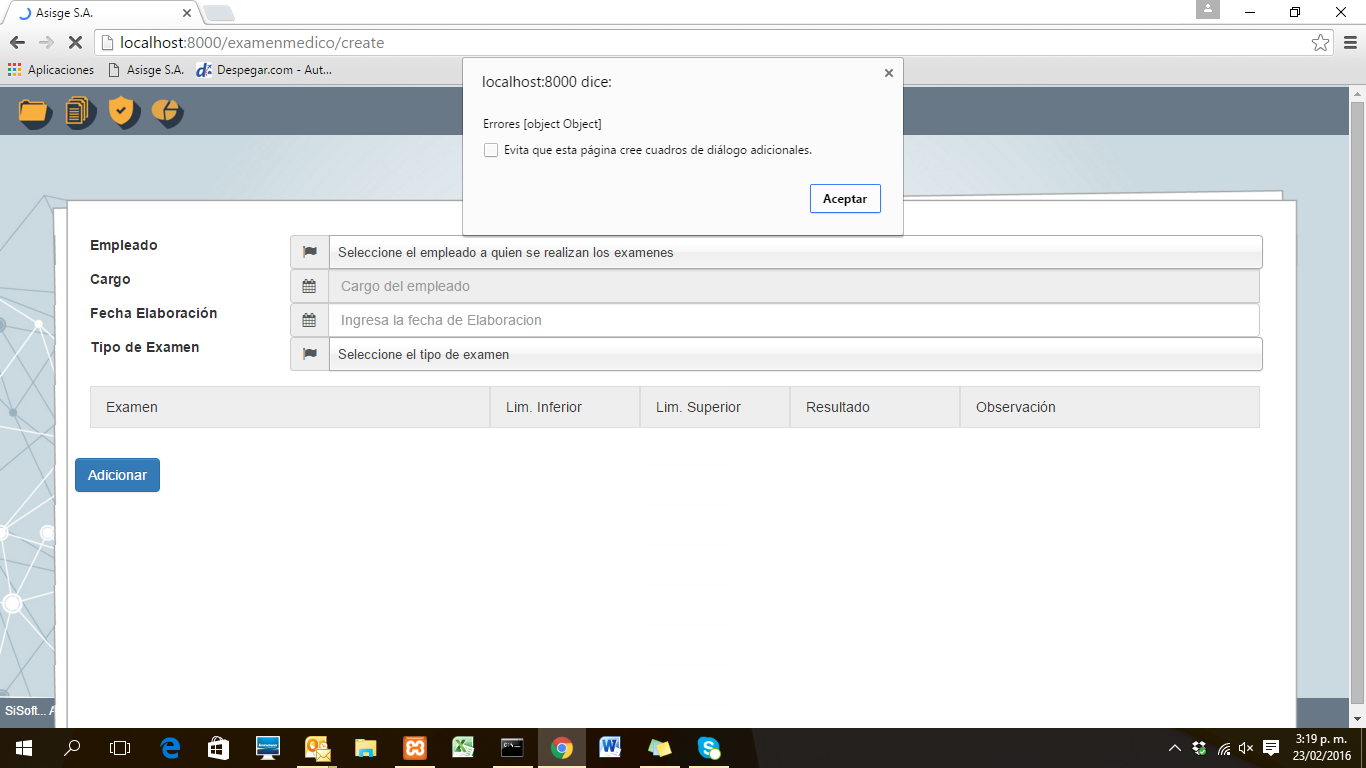 Asisge S.A.
localhost:8000/examenmedico/create
Aplicaciones Asisge S.A. Despegar.com - Aut...
localhost:8000 dice:
Errores [object Object]
Evita que esta página cree cuadros de diálogo adicionales.
Aceptar
Empleado Seleccione el empleado a quien se realizan los examenes
Cargo Cargo del empleado
Fecha Elaboración Ingresa la fecha de Elaboracion
Tipo de Examen Seleccione el tipo de examen
Examen Lim. Inferior Lim. Superior Resultado Observación
Adicionar
SiSoft... A
3:19 p. m.
23/02/2016